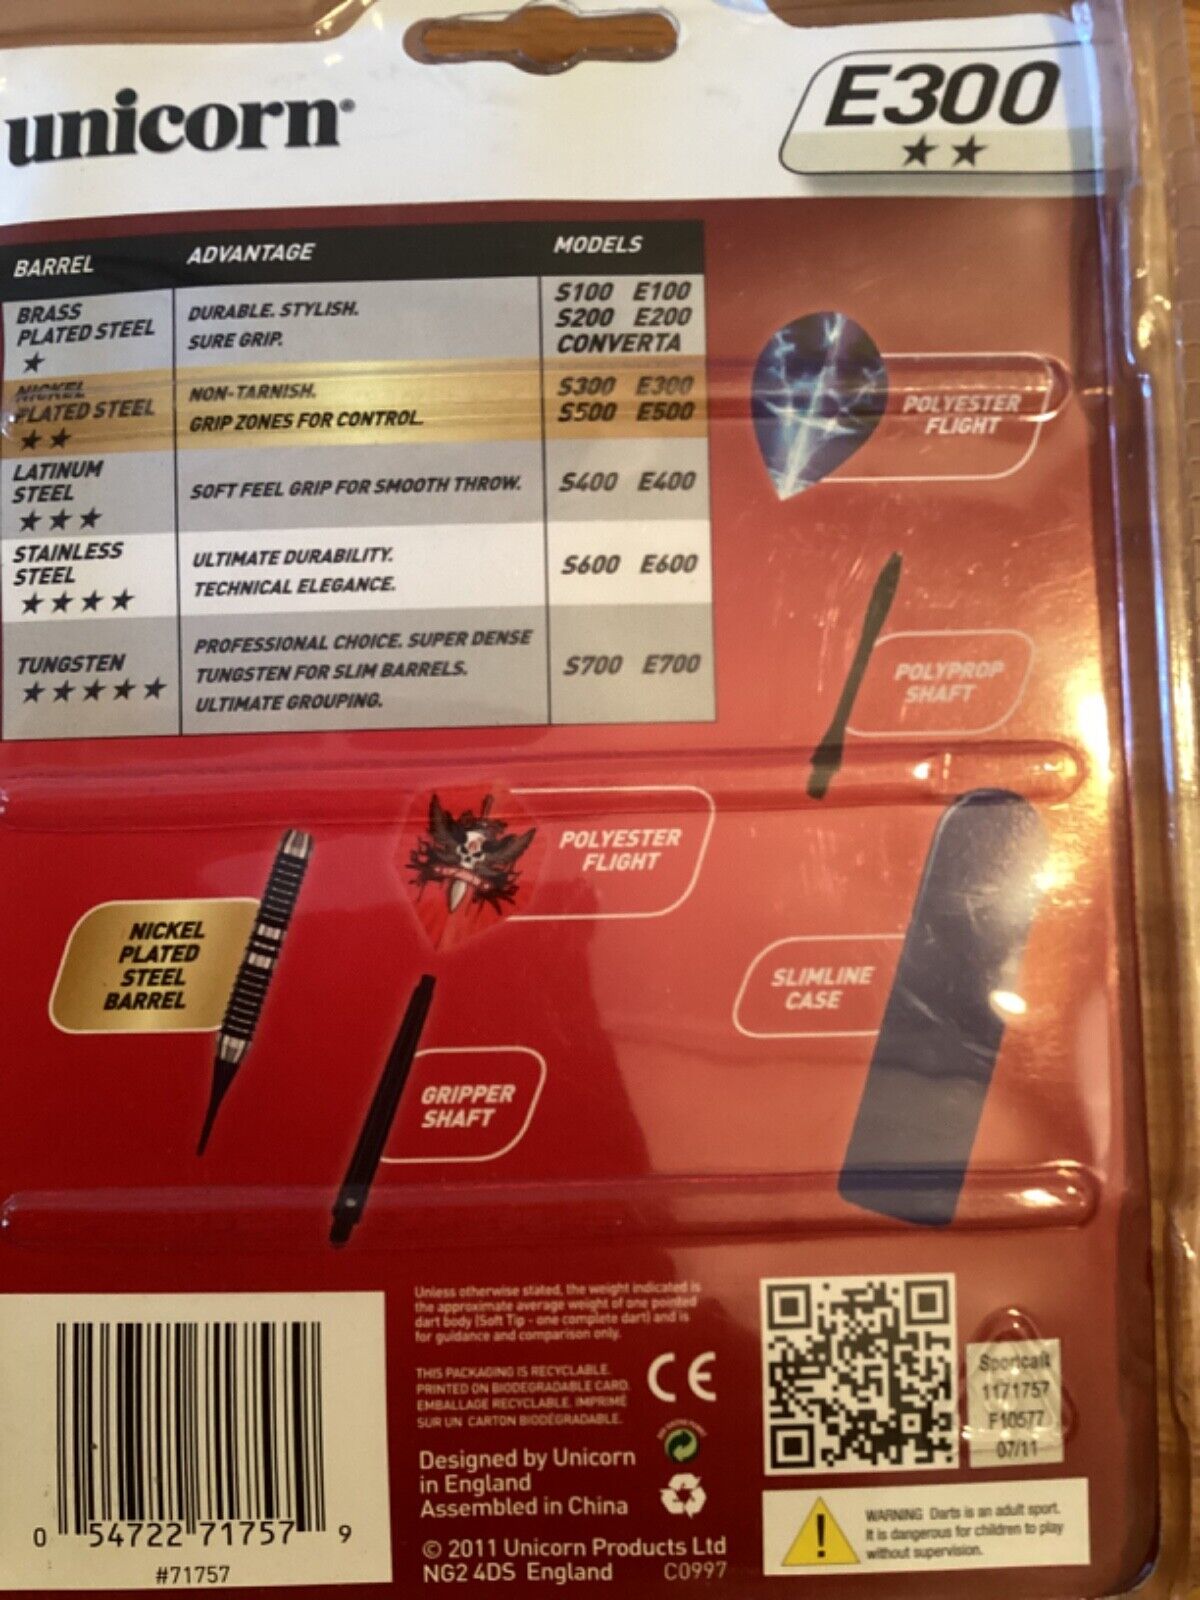 unicorn
E300
★★
BARREL
ADVANTAGE
MODELS
BRASS
PLATED STEEL
★
DURABLE. STYLISH.
SURE GRIP.
S100 E100
S200 E200
CONVERTA
NICKEL
PLATED STEEL
★★
NON-TARNISH.
GRIP ZONES FOR CONTROL.
S300 E300
S500 E500
LATINUM
STEEL
★★★
SOFT FEEL GRIP FOR SMOOTH THROW.
S400 E400
STAINLESS
STEEL
★★★★
ULTIMATE DURABILITY.
TECHNICAL ELEGANCE.
S600 E600
TUNGSTEN
★★★★★
PROFESSIONAL CHOICE. SUPER DENSE
TUNGSTEN FOR SLIM BARRELS.
ULTIMATE GROUPING.
S700 E700
POLYESTER
FLIGHT
POLYPROP
SHAFT
POLYESTER
FLIGHT
NICKEL
PLATED
STEEL
BARREL
SLIMLINE
CASE
GRIPPER
SHAFT
Unless otherwise stated, the weight indicated is
the approximate average weight of one pointed
dart body (Soft Tip - one complete dart) and is
for guidance and comparison only.
THIS PACKAGING IS RECYCLABLE.
PRINTED ON BIODEGRADABLE CARD.
EMBALLAGE RECYCLABLE. IMPRIMÉ
SUR UN CARTON BIODÉGRADABLE.
CE
Designed by Unicorn
in England
Assembled in China
© 2011 Unicorn Products Ltd
NG2 4DS England C0997
0 54722 71757 9
#71757
Sportcraft
1171757
F10577
07/11
WARNING Darts is an adult sport.
It is dangerous for children to play
without supervision.